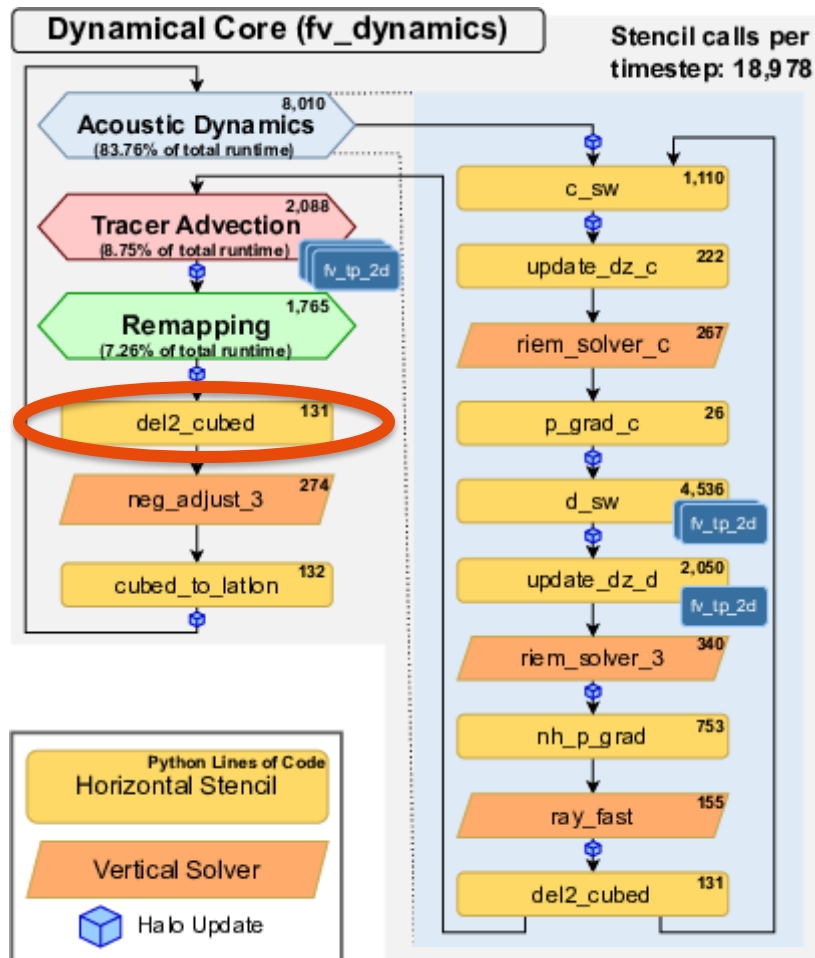 Dynamical Core (fv_dynamics)
Stencil calls per
timestep: 18,978
8,010
Acoustic Dynamics
(83.76% of total runtime)
2,088
Tracer Advection
(8.75% of total runtime)
fv_tp_2d
1,765
Remapping
(7.26% of total runtime)
131
del2_cubed
274
neg_adjust_3
132
cubed_to_latlon
1,110
c_sw
222
update_dz_c
267
riem_solver_c
26
p_grad_c
4,536
d_sw
fv_tp_2d
2,050
update_dz_d
fv_tp_2d
340
riem_solver_3
753
nh_p_grad
155
ray_fast
131
del2_cubed
Python Lines of Code
Horizontal Stencil
Vertical Solver
Halo Update